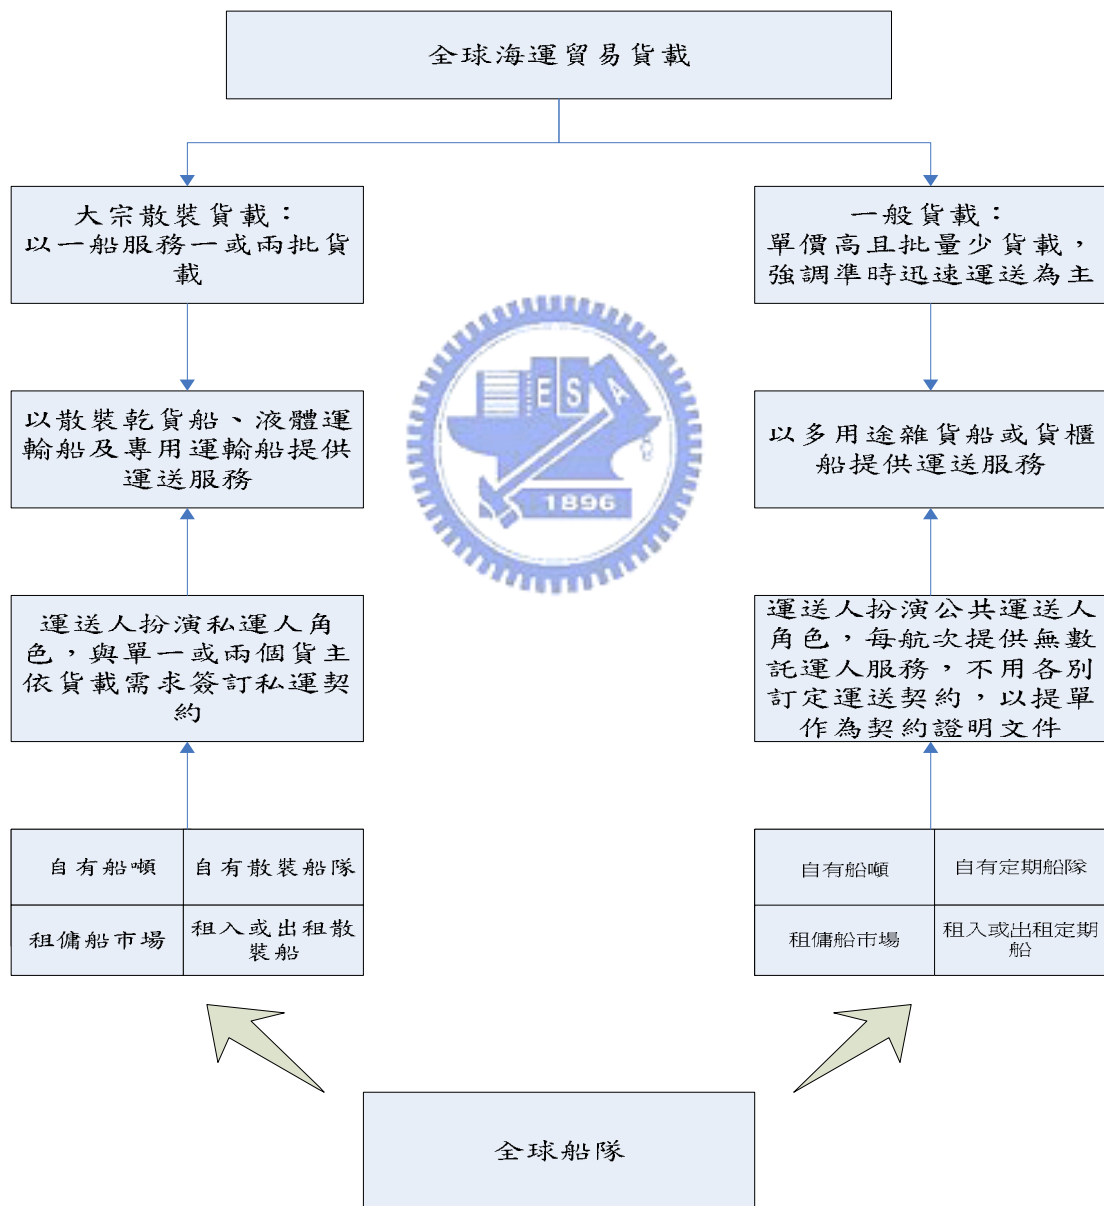 全球海運貿易貨載
大宗散裝貨載：
以一船服務一或兩批貨
載
一般貨載：
單價高且批量少貨載，
強調準時迅速運送為主
ESA
1896
以散裝乾貨船、液體運
輸船及專用運輸船提供
運送服務
以多用途雜貨船或貨櫃
船提供運送服務
運送人扮演私運人角
色，與單一或兩個貨主
依貨載需求簽訂私運契
約
運送人扮演公共運送人
角色，每航次提供無數
託運人服務，不用各別
訂定運送契約，以提單
作為契約證明文件
自有船噸
自有散裝船隊
租傭船市場
租入或出租散
裝船
自有船噸
自有定期船隊
租傭船市場
租入或出租定期
船
全球船隊